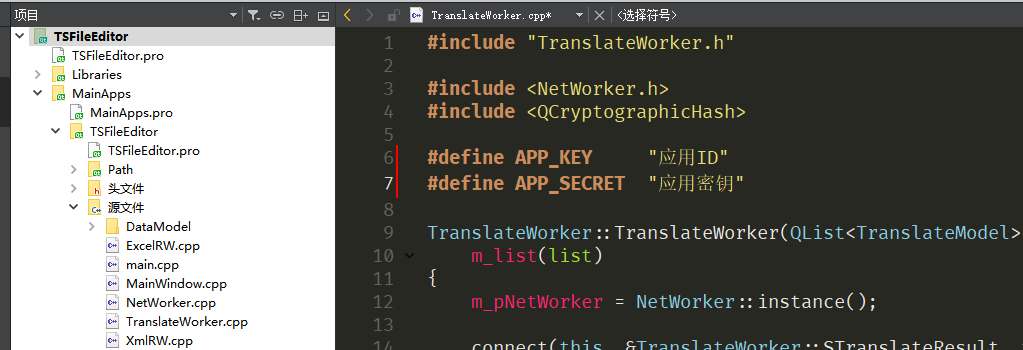 项目
TSFileEditor
TSFileEditor.pro
Libraries
MainApps
MainApps.pro
TSFileEditor
TSFileEditor.pro
Path
头文件
源文件
DataModel
ExcelRW.cpp
main.cpp
MainWindow.cpp
NetWorker.cpp
TranslateWorker.cpp
XmlRW.cpp
TranslateWorker.cpp* <选择符号>
1 #include "TranslateWorker.h"
2
3 #include <NetWorker.h>
4 #include <QCryptographicHash>
5
6 #define APP_KEY "应用ID"
7 #define APP_SECRET "应用密钥"
8
9 TranslateWorker::TranslateWorker(QList<TranslateModel>
10 m_list(list)
11 {
12 m_pNetWorker = NetWorker::instance();
13
connect(this, &TranslateWorker::STranslateResult,